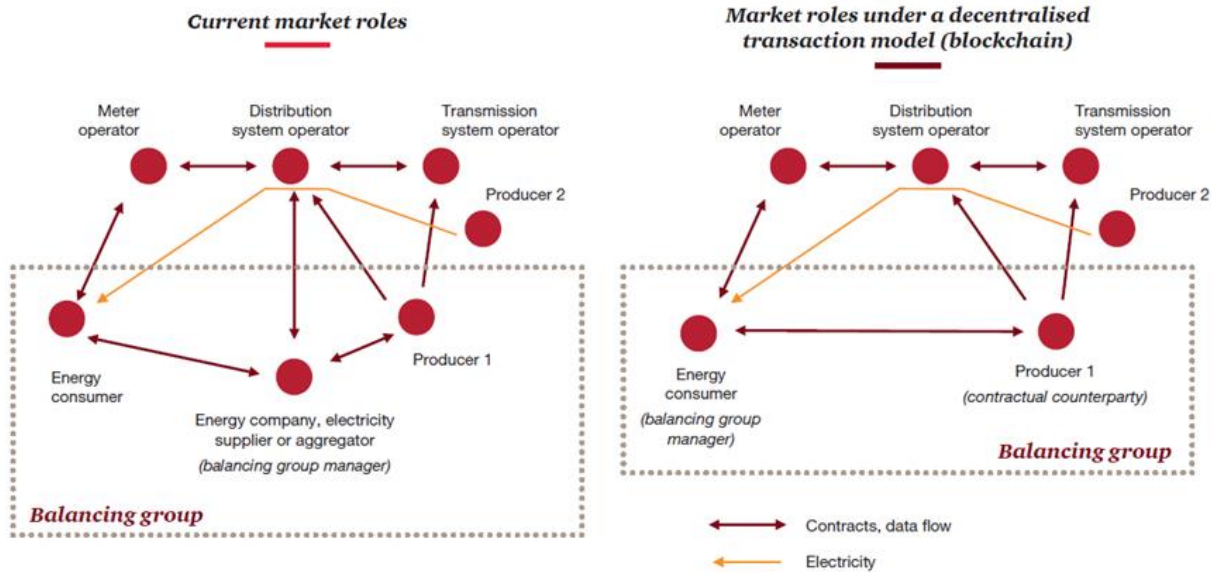 Current market roles
Meter
operator
Distribution
system operator
Transmission
system operator
Producer 2
Energy
consumer
Producer 1
Energy company, electricity
supplier or aggregator
(balancing group manager)
Balancing group
Market roles under a decentralised
transaction model (blockchain)
Meter
operator
Distribution
system operator
Transmission
system operator
Producer 2
Energy
consumer
(balancing group
manager)
Producer 1
(contractual counterparty)
Balancing group
Contracts, data flow
Electricity